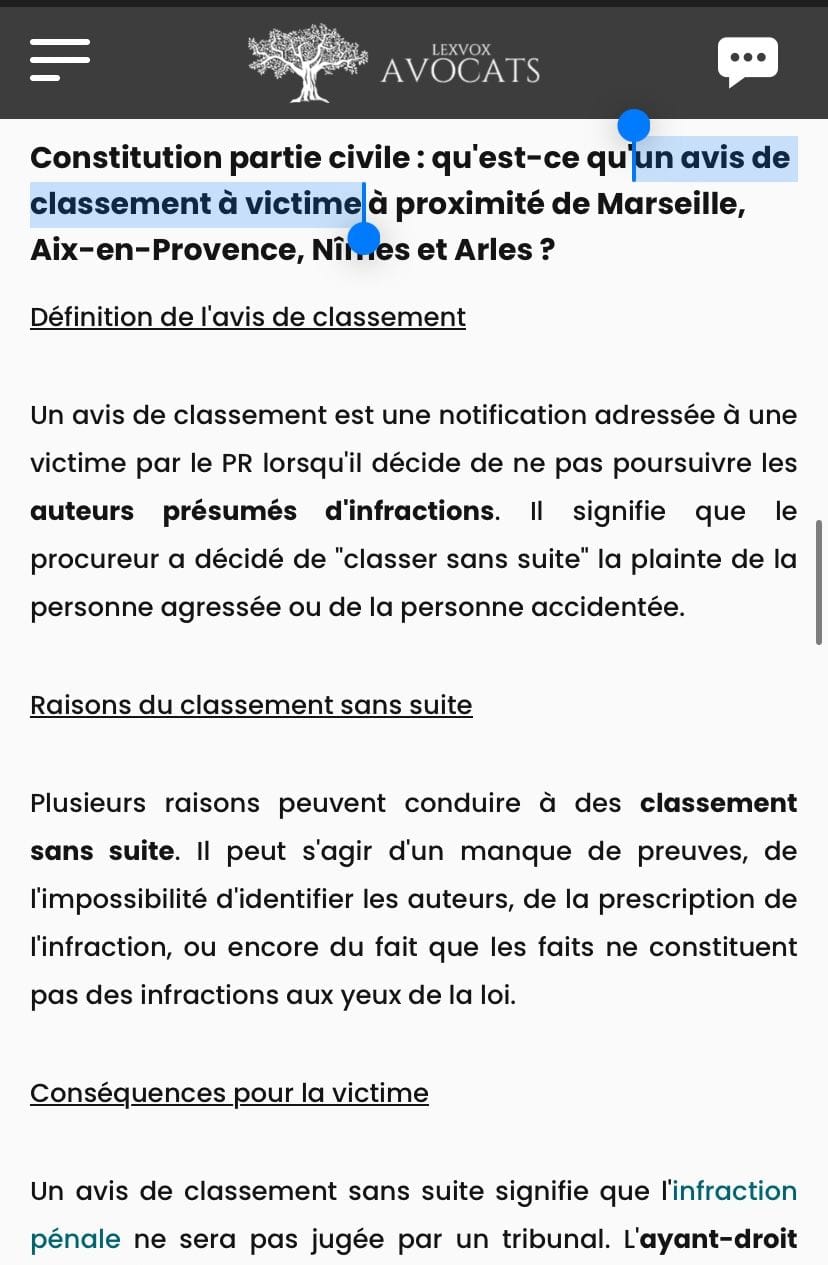 LEXVOX
AVOCATS
Constitution partie civile : qu'est-ce qu'un avis de
classement à victime à proximité de Marseille,
Aix-en-Provence, Nîmes et Arles ?
Définition de l'avis de classement
Un avis de classement est une notification adressée à une
victime par le PR lorsqu'il décide de ne pas poursuivre les
auteurs présumés d'infractions. Il signifie que le
procureur a décidé de "classer sans suite" la plainte de la
personne agressée ou de la personne accidentée.
Raisons du classement sans suite
Plusieurs raisons peuvent conduire à des classement
sans suite. Il peut s'agir d'un manque de preuves, de
l'impossibilité d'identifier les auteurs, de la prescription de
l'infraction, ou encore du fait que les faits ne constituent
pas des infractions aux yeux de la loi.
Conséquences pour la victime
Un avis de classement sans suite signifie que l'infraction
pénale ne sera pas jugée par un tribunal. L'ayant-droit